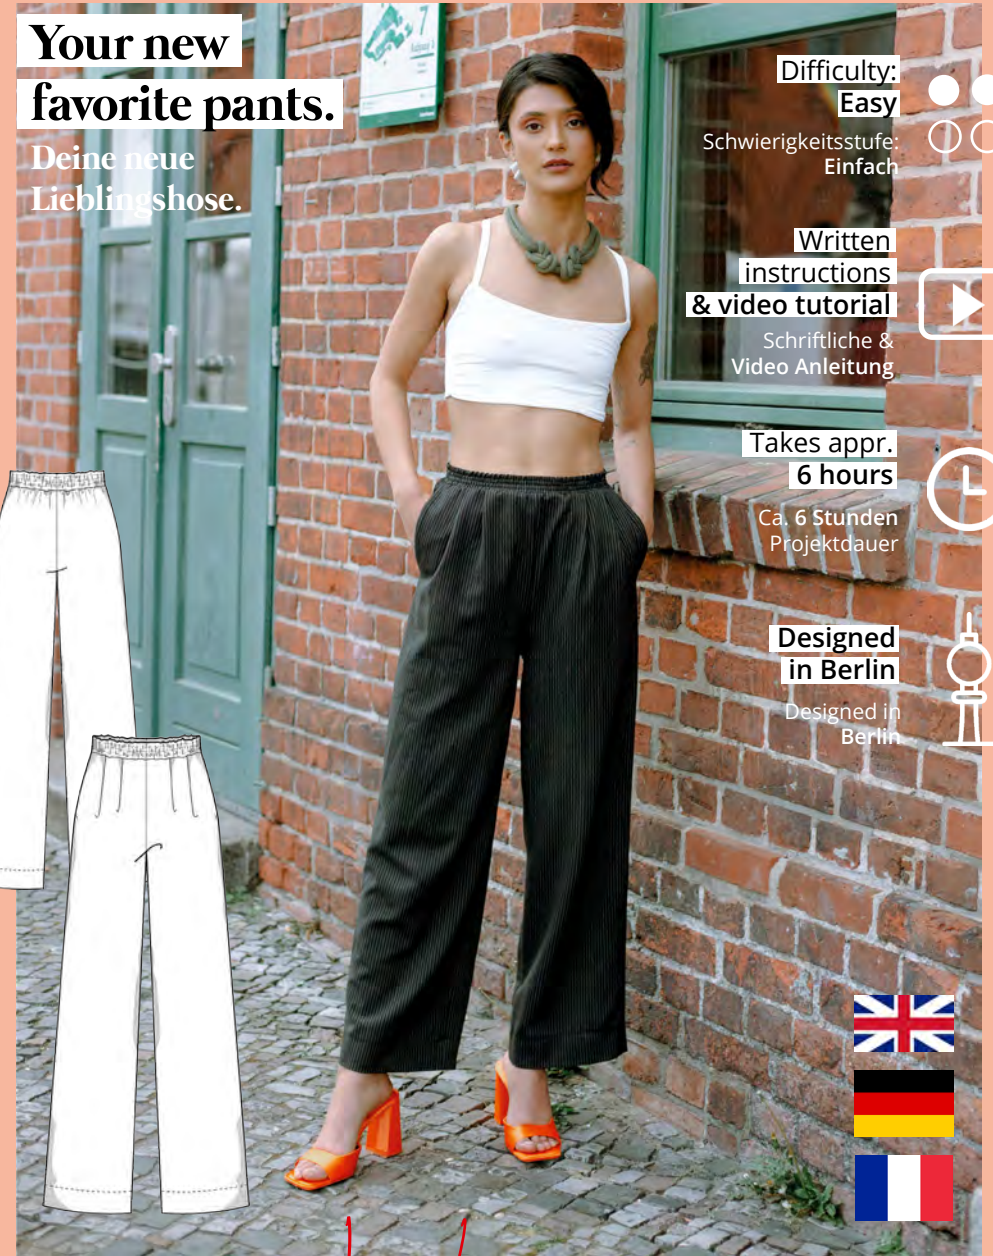 Your new
favorite pants.
Deine neue
Lieblingshose.
7
Difficulty:
Easy
Schwierigkeitsstufe:
Einfach
Written
instructions
& video tutorial
Schriftliche &
Video Anleitung
Takes appr.
6 hours
Ca. 6 Stunden
Projektdauer
Designed
in Berlin
Designed in
Berlin